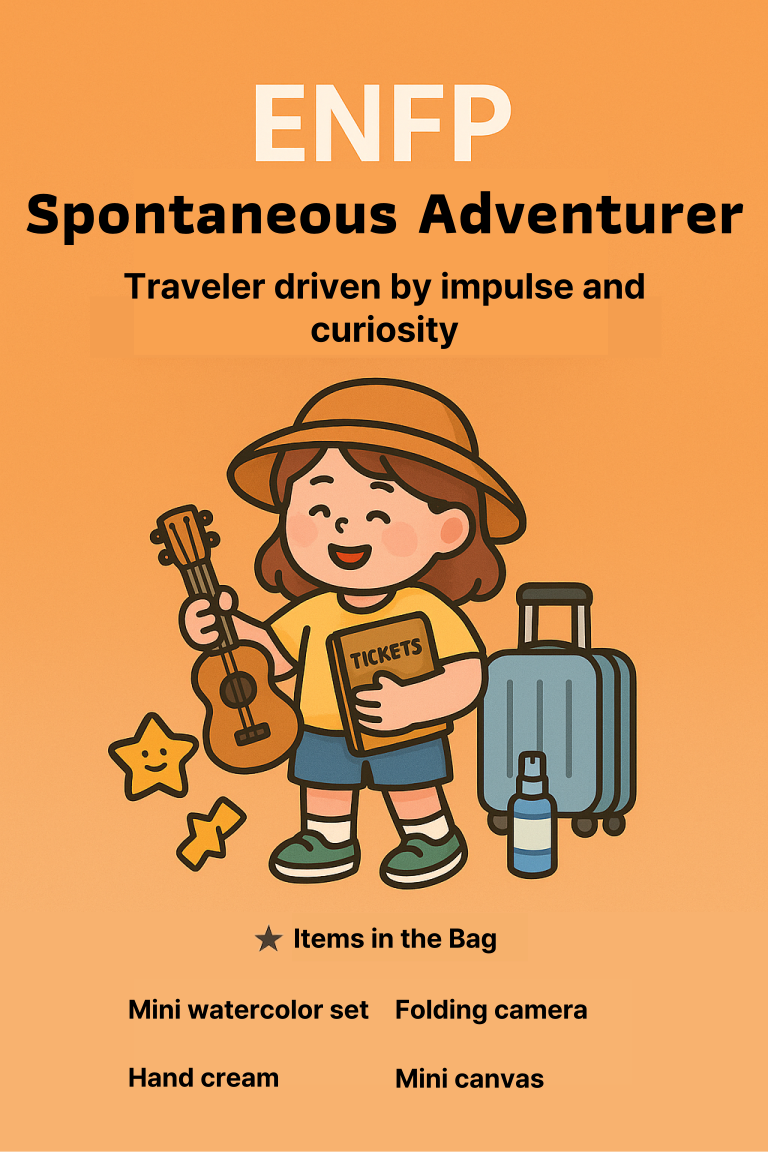 ENFP
Spontaneous Adventurer
Traveler driven by impulse and
curiosity
TICKETS
★ Items in the Bag
Mini watercolor set Folding camera
Hand cream Mini canvas